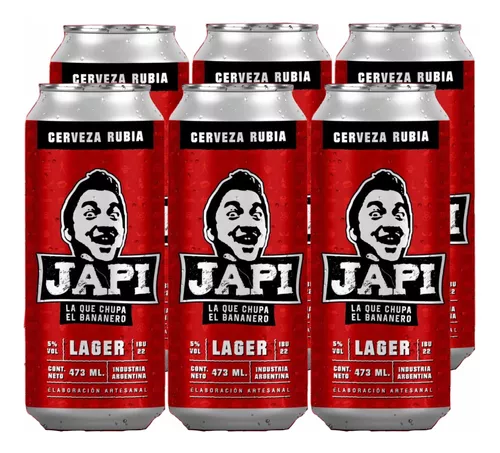 CERVEZA RUBIA CERVEZA RUBIA CERVEZA RUBIA
CERVEZA RUBIA CERVEZA RUBIA CERVEZA RUBIA
JAPI JAPI JAPI
LA QUE CHUPA LA QUE CHUPA LA QUE CHUPA
EL BANANERO EL BANANERO EL BANANERO
5% VOL LAGER IBU 22 5% VOL LAGER IBU 22 5% VOL LAGER IBU 22
CONT. NETO 473 ML. INDUSTRIA ARGENTINA CONT. NETO 473 ML. INDUSTRIA ARGENTINA CONT. NETO 473 ML. INDUSTRIA ARGENTINA
ELABORACIÓN ARTESANAL ELABORACIÓN ARTESANAL ELABORACIÓN ARTESANAL